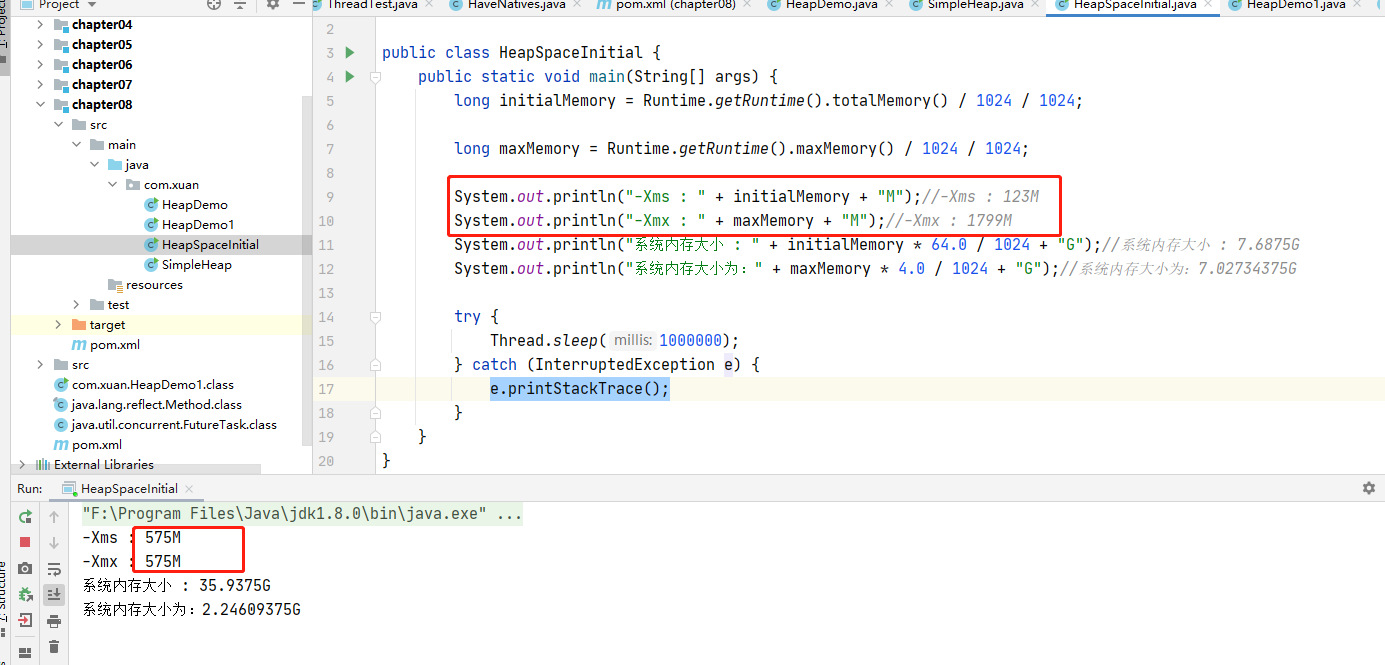 Project
ThreadTest.java
HaveNatives.java
pom.xml (chapter08)
HeapDemo.java
SimpleHeap.java
HeapSpaceInitial.java
HeapDemo1.java
chapter04
chapter05
chapter06
chapter07
chapter08
src
main
java
com.xuan
HeapDemo
HeapDemo1
HeapSpaceInitial
SimpleHeap
resources
test
target
pom.xml
src
com.xuan.HeapDemo1.class
java.lang.reflect.Method.class
java.util.concurrent.FutureTask.class
pom.xml
External Libraries
2
3 public class HeapSpaceInitial {
4 public static void main(String[] args) {
5 long initialMemory = Runtime.getRuntime().totalMemory() / 1024 / 1024;
6
7 long maxMemory = Runtime.getRuntime().maxMemory() / 1024 / 1024;
8
9 System.out.println("-Xms : " + initialMemory + "M");//-Xms : 123M
10 System.out.println("-Xmx : " + maxMemory + "M");//-Xmx : 1799M
11 System.out.println("系统内存大小 : " + initialMemory * 64.0 / 1024 + "G");//系统内存大小 : 7.6875G
12 System.out.println("系统内存大小为：" + maxMemory * 4.0 / 1024 + "G");//系统内存大小为：7.02734375G
13
14 try {
15 Thread.sleep( millis: 1000000);
16 } catch (InterruptedException e) {
17 e.printStackTrace();
18 }
19 }
20 }
Run: HeapSpaceInitial
"F:\Program Files\Java\jdk1.8.0\bin\java.exe" ...
-Xms : 575M
-Xmx : 575M
系统内存大小 : 35.9375G
系统内存大小为：2.24609375G